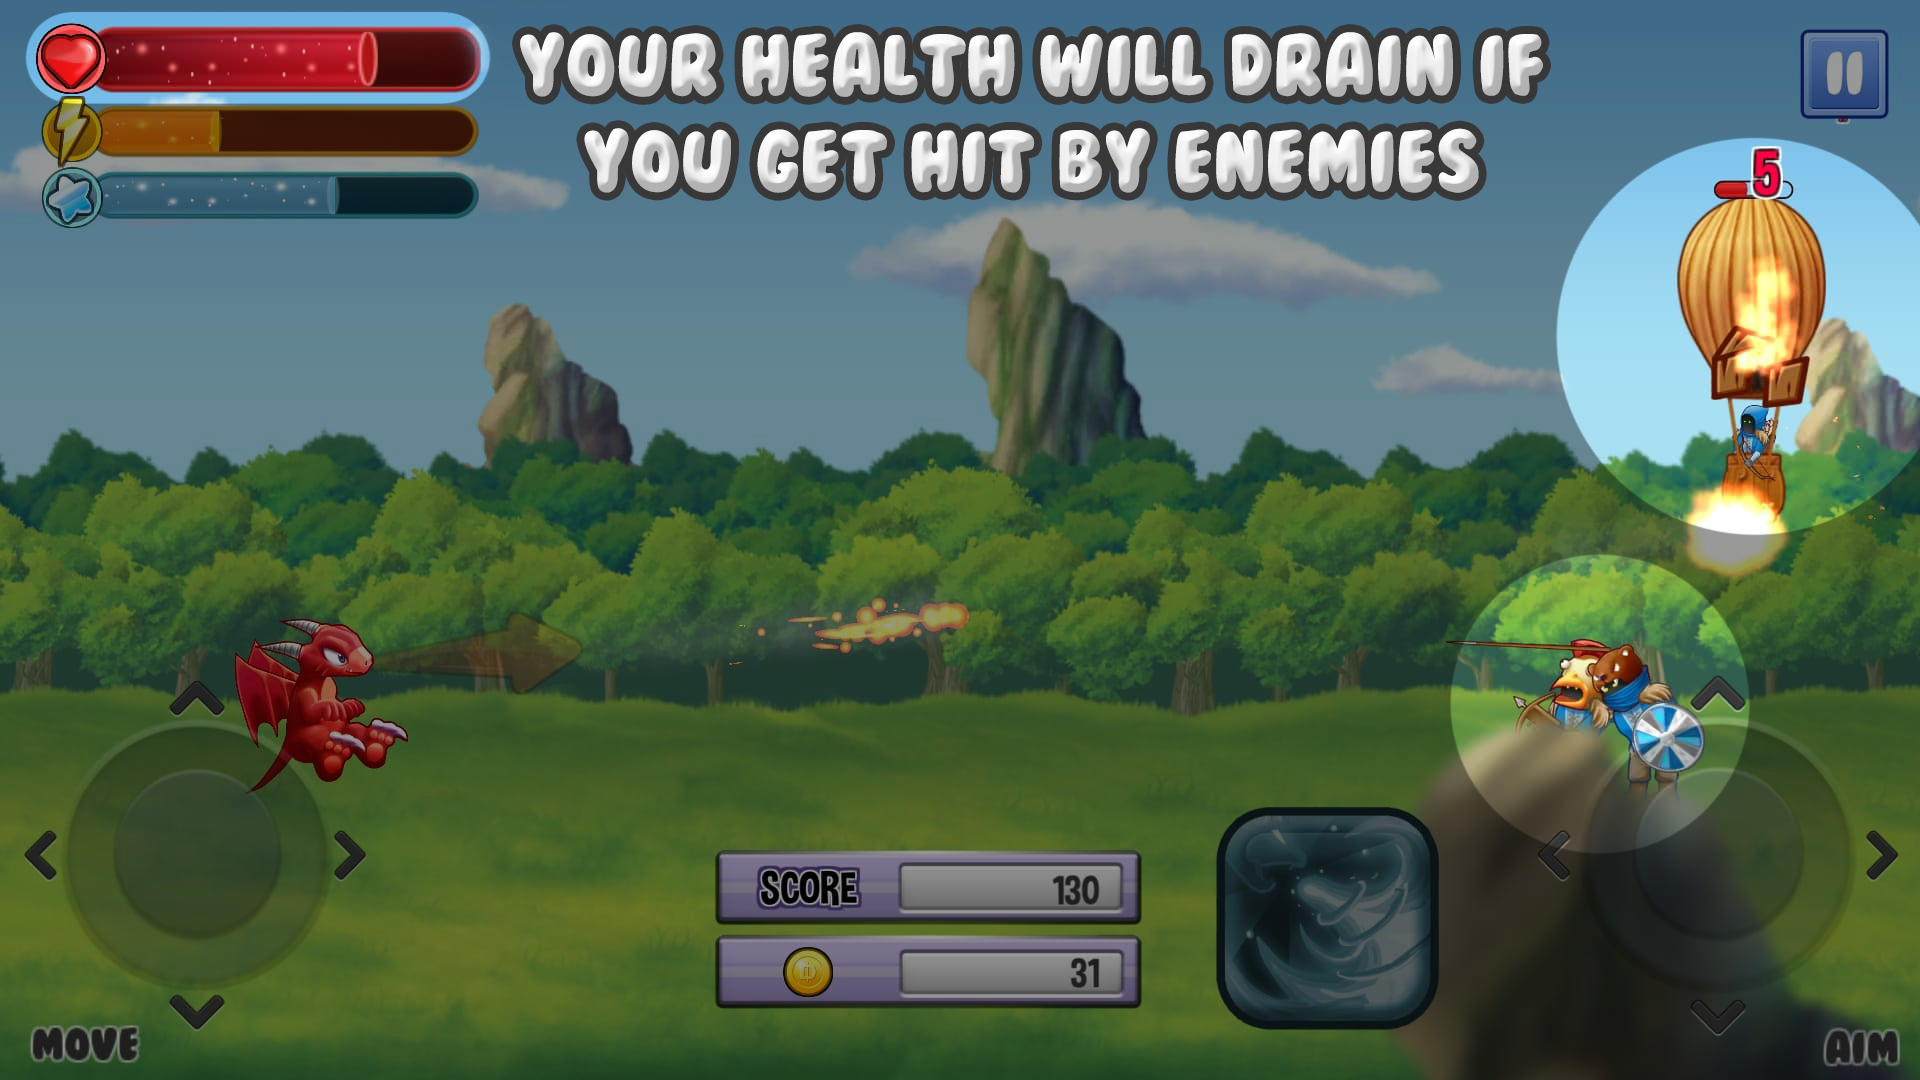 YOUR HEALTH WILL DRAIN IF
YOU GET HIT BY ENEMIES
5
SCORE 130
31
MOVE
AIM